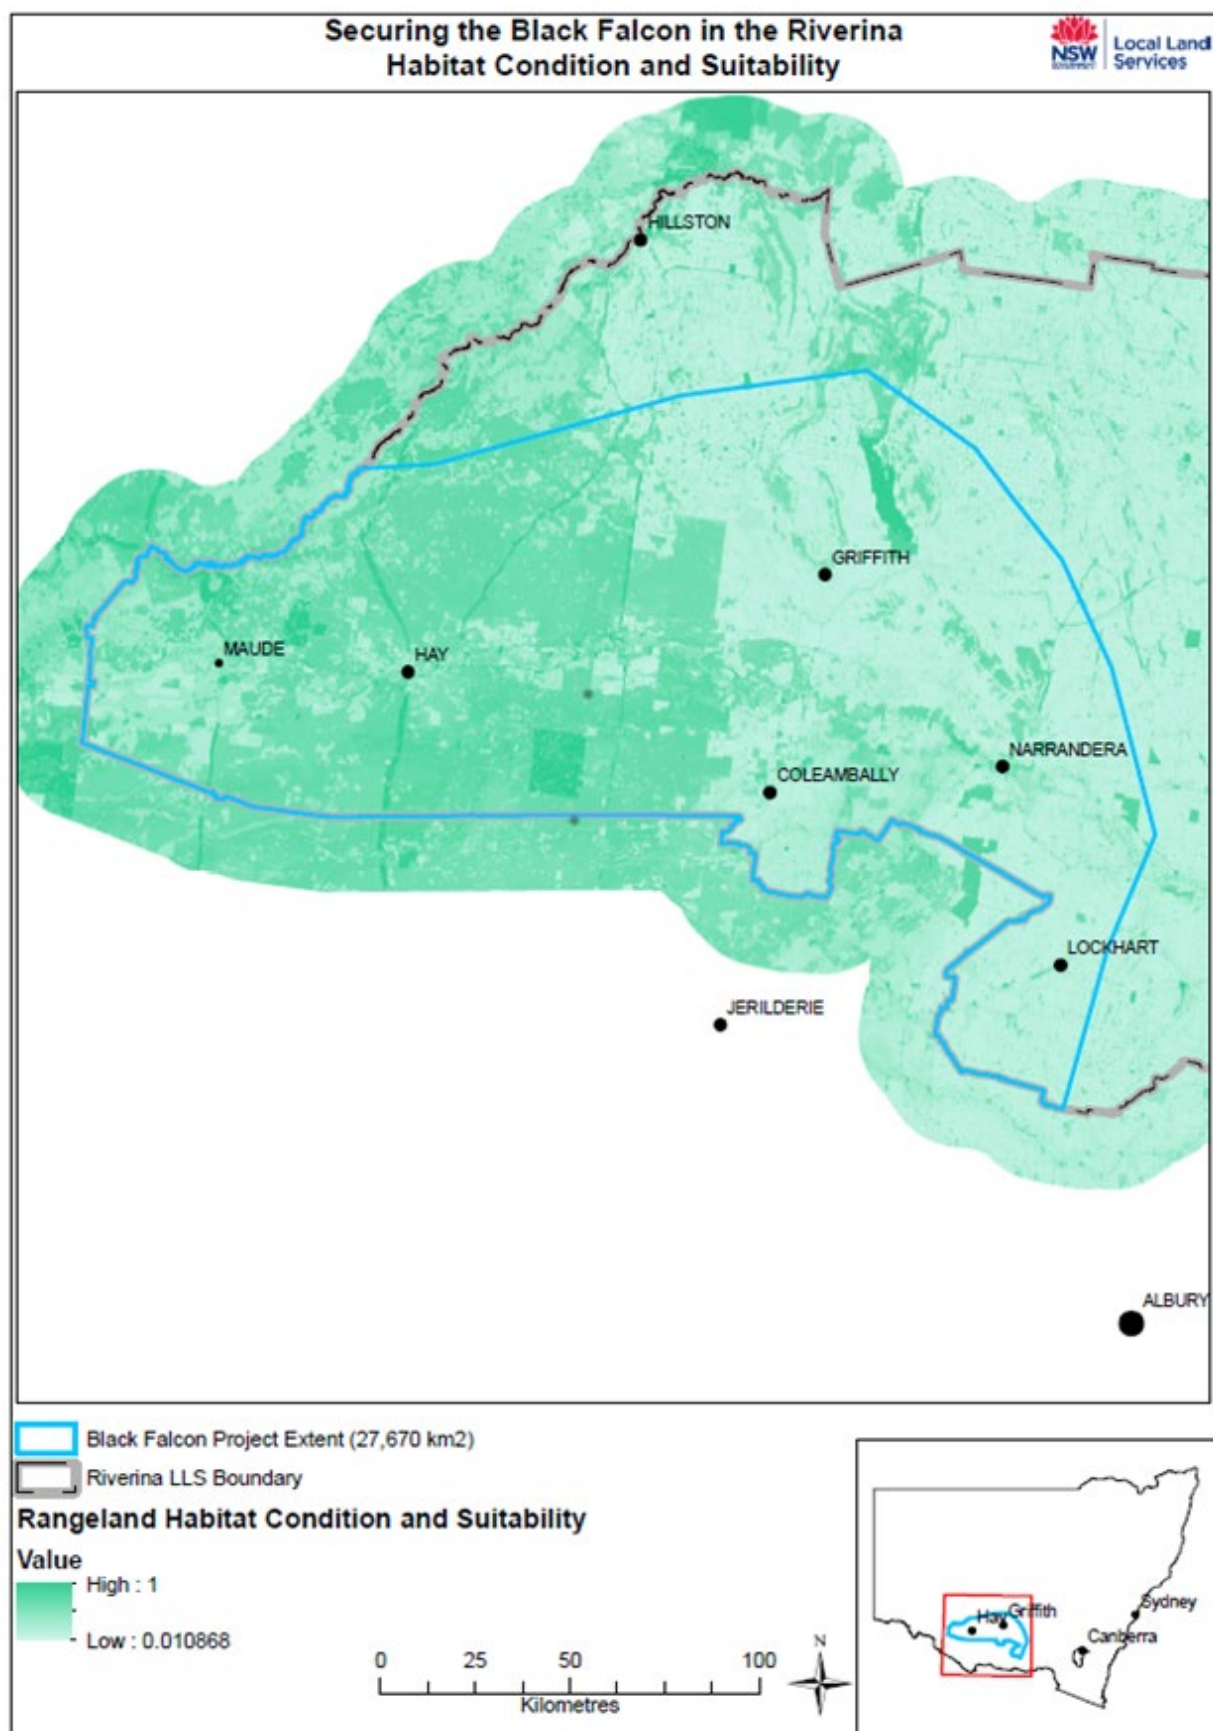 Securing the Black Falcon in the Riverina
Habitat Condition and Suitability
NSW
GOVERNMENT
Local Land
Services
HILLSTON
GRIFFITH
MAUDE
HAY
NARRANDERA
COLEAMBALLY
LOCKHART
JERILDERIE
ALBURY
Black Falcon Project Extent (27,670 km2)
Riverina LLS Boundary
Rangeland Habitat Condition and Suitability
Value
High : 1
Low : 0.010868
0 25 50 100
Kilometres
N
Hay
Griffith
Sydney
Canberra